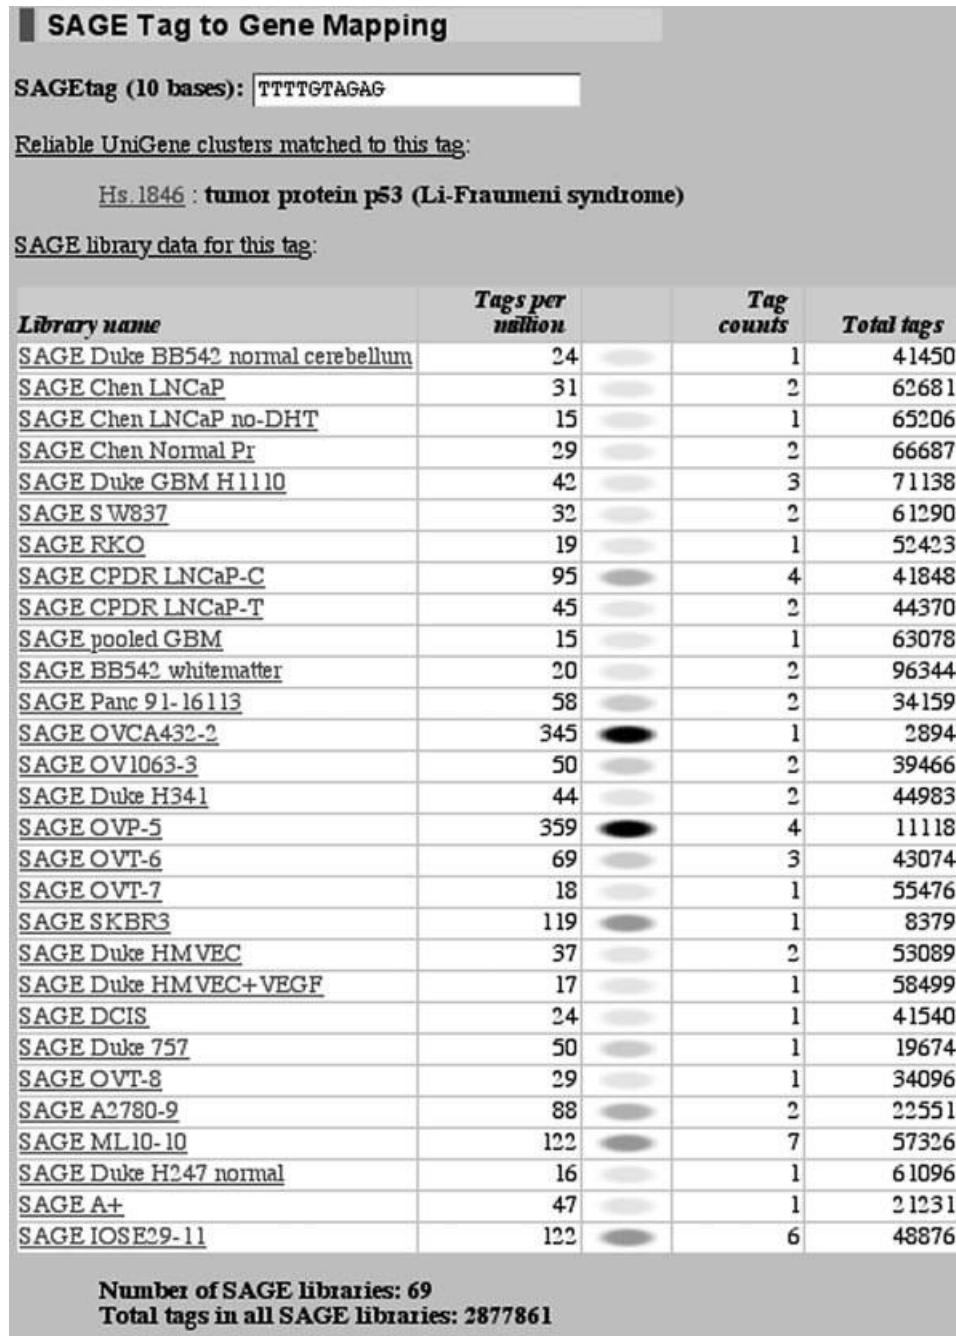 SAGE Tag to Gene Mapping
SAGEtag (10 bases): TTTTGTAGAG
Reliable UniGene clusters matched to this tag:
Hs.1846 : tumor protein p53 (Li-Fraumeni syndrome)
SAGE library data for this tag:
Library name Tags per million Tag counts Total tags
SAGE Duke BB542 normal cerebellum 24 1 41450
SAGE Chen LNCaP 31 2 62681
SAGE Chen LNCaP no-DHT 15 1 65206
SAGE Chen Normal Pr 29 2 66687
SAGE Duke GBM H1110 42 3 71138
SAGE SW837 32 2 61290
SAGE RKO 19 1 52423
SAGE CPDR LNCaP-C 95 4 41848
SAGE CPDR LNCaP-T 45 2 44370
SAGE pooled GBM 15 1 63078
SAGE BB542 whitematter 20 2 96344
SAGE Panc 91-16113 58 2 34159
SAGE OVCA432-2 345 1 2894
SAGE OV1063-3 50 2 39466
SAGE Duke H341 44 2 44983
SAGE OVP-5 359 4 11118
SAGE OVT-6 69 3 43074
SAGE OVT-7 18 1 55476
SAGE SKBR3 119 1 8379
SAGE Duke HMVEC 37 2 53089
SAGE Duke HMVEC+VEGF 17 1 58499
SAGE DCIS 24 1 41540
SAGE Duke 757 50 1 19674
SAGE OVT-8 29 1 34096
SAGE A2780-9 88 2 22551
SAGE ML10-10 122 7 57326
SAGE Duke H247 normal 16 1 61096
SAGE A+ 47 1 21231
SAGE IOSE29-11 122 6 48876
Number of SAGE libraries: 69
Total tags in all SAGE libraries: 2877861